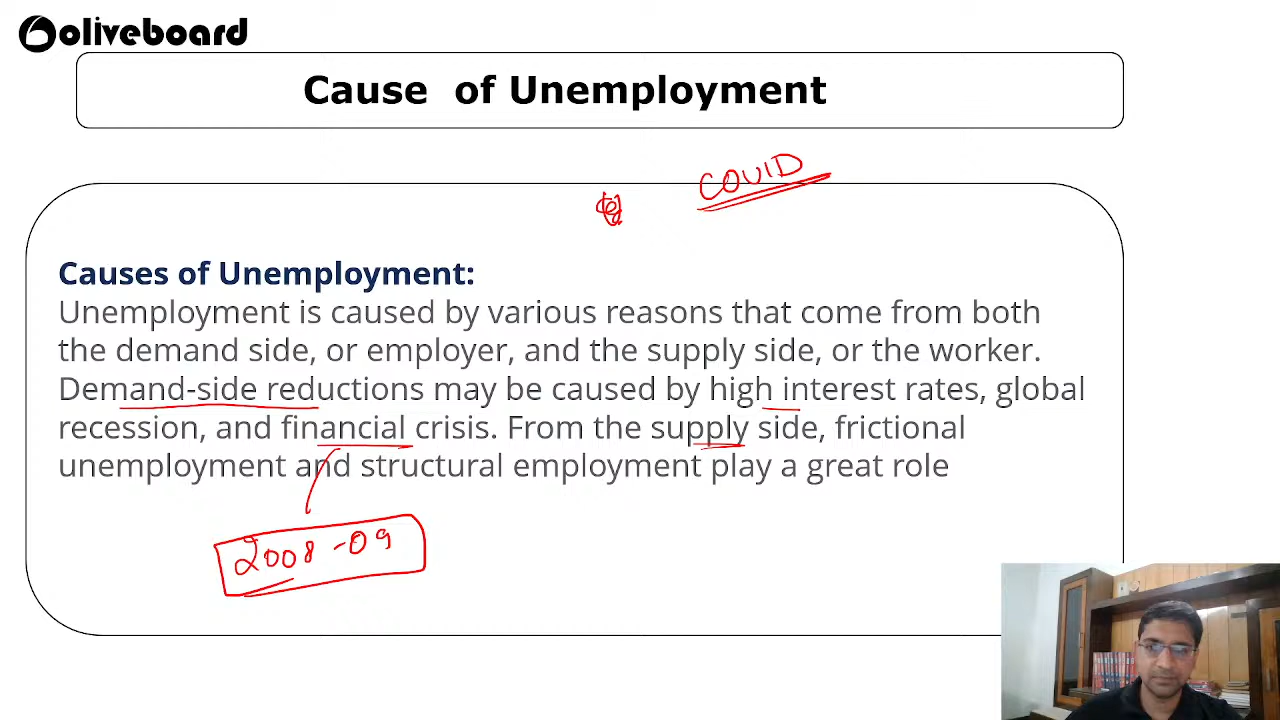 oliveboard
Cause of Unemployment
COVID
Causes of Unemployment:
Unemployment is caused by various reasons that come from both
the demand side, or employer, and the supply side, or the worker.
Demand-side reductions may be caused by high interest rates, global
recession, and financial crisis. From the supply side, frictional
unemployment and structural employment play a great role
2008-09